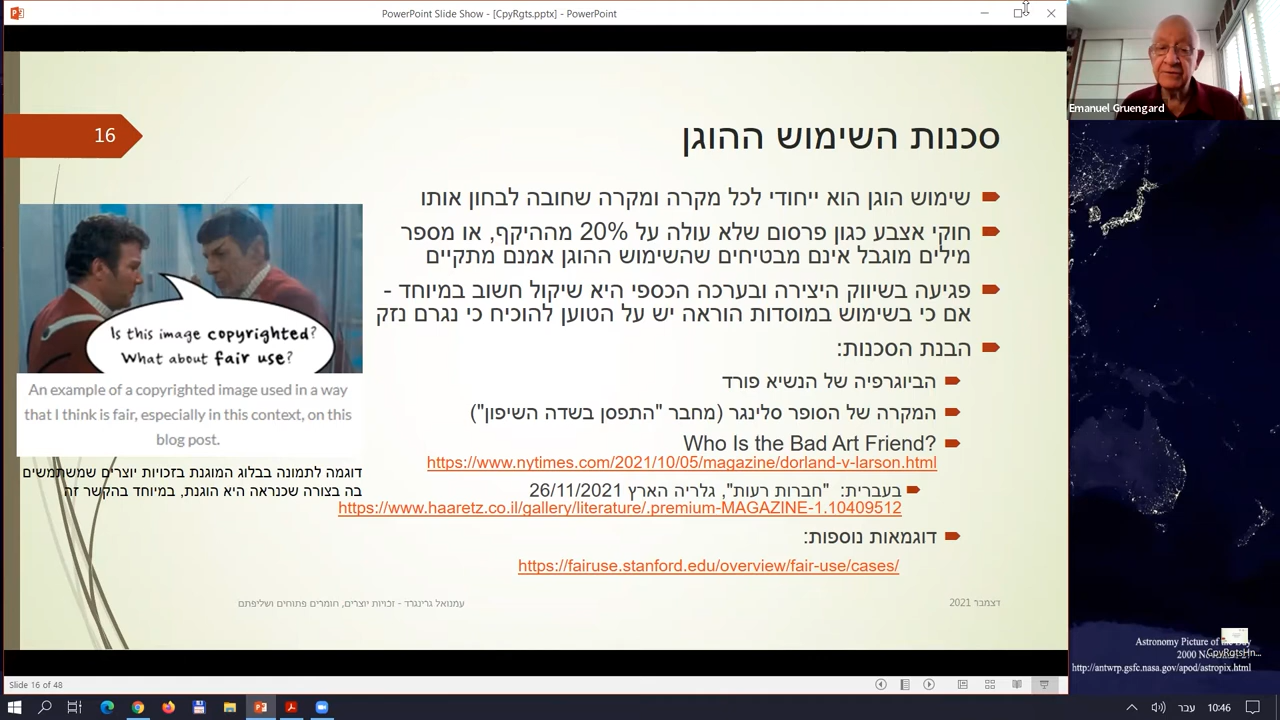 PowerPoint Slide Show - [CpyRgts.pptx] - PowerPoint
Emanuel Gruengard
16
סכנות השימוש ההוגן
שימוש הוגן הוא ייחודי לכל מקרה ומקרה שחובה לבחון אותו
חוקי אצבע כגון פרסום שלא עולה על 20% מההיקף, או מספר
מילים מוגבל אינם מבטיחים שהשימוש ההוגן אמנם מתקיים
פגיעה בשיווק היצירה ובערכה הכספי היא שיקול חשוב במיוחד -
אם כי בשימוש במוסדות הוראה יש על הטוען להוכיח כי נגרם נזק
הבנת הסכנות:
הביוגרפיה של הנשיא פורד
המקרה של הסופר סלינגר (מחבר "התפסן בשדה השיפון")
Who Is the Bad Art Friend?
https://www.nytimes.com/2021/10/05/magazine/dorland-v-larson.html
בעברית: "חברות רעות", גלריה הארץ 26/11/2021
https://www.haaretz.co.il/gallery/literature/.premium-MAGAZINE-1.10409512
דוגמאות נוספות:
https://fairuse.stanford.edu/overview/fair-use/cases/
Is this image copyrighted?
What about fair use?
An example of a copyrighted image used in a way
that I think is fair, especially in this context, on this
blog post.
דוגמה לתמונה בבלוג המוגנת בזכויות יוצרים שמשתמשים
בה בצורה שכנראה היא הוגנת, במיוחד בהקשר זה
דצמבר 2021
עמנואל גרינגרד - זכויות יוצרים, חומרים פתוחים ושליפתם
Astronomy Picture of the Day
2000
CpyRgtsHn...
http://antwrp.gsfc.nasa.gov/apod/astropix.html
Slide 16 of 48
עבר
10:46